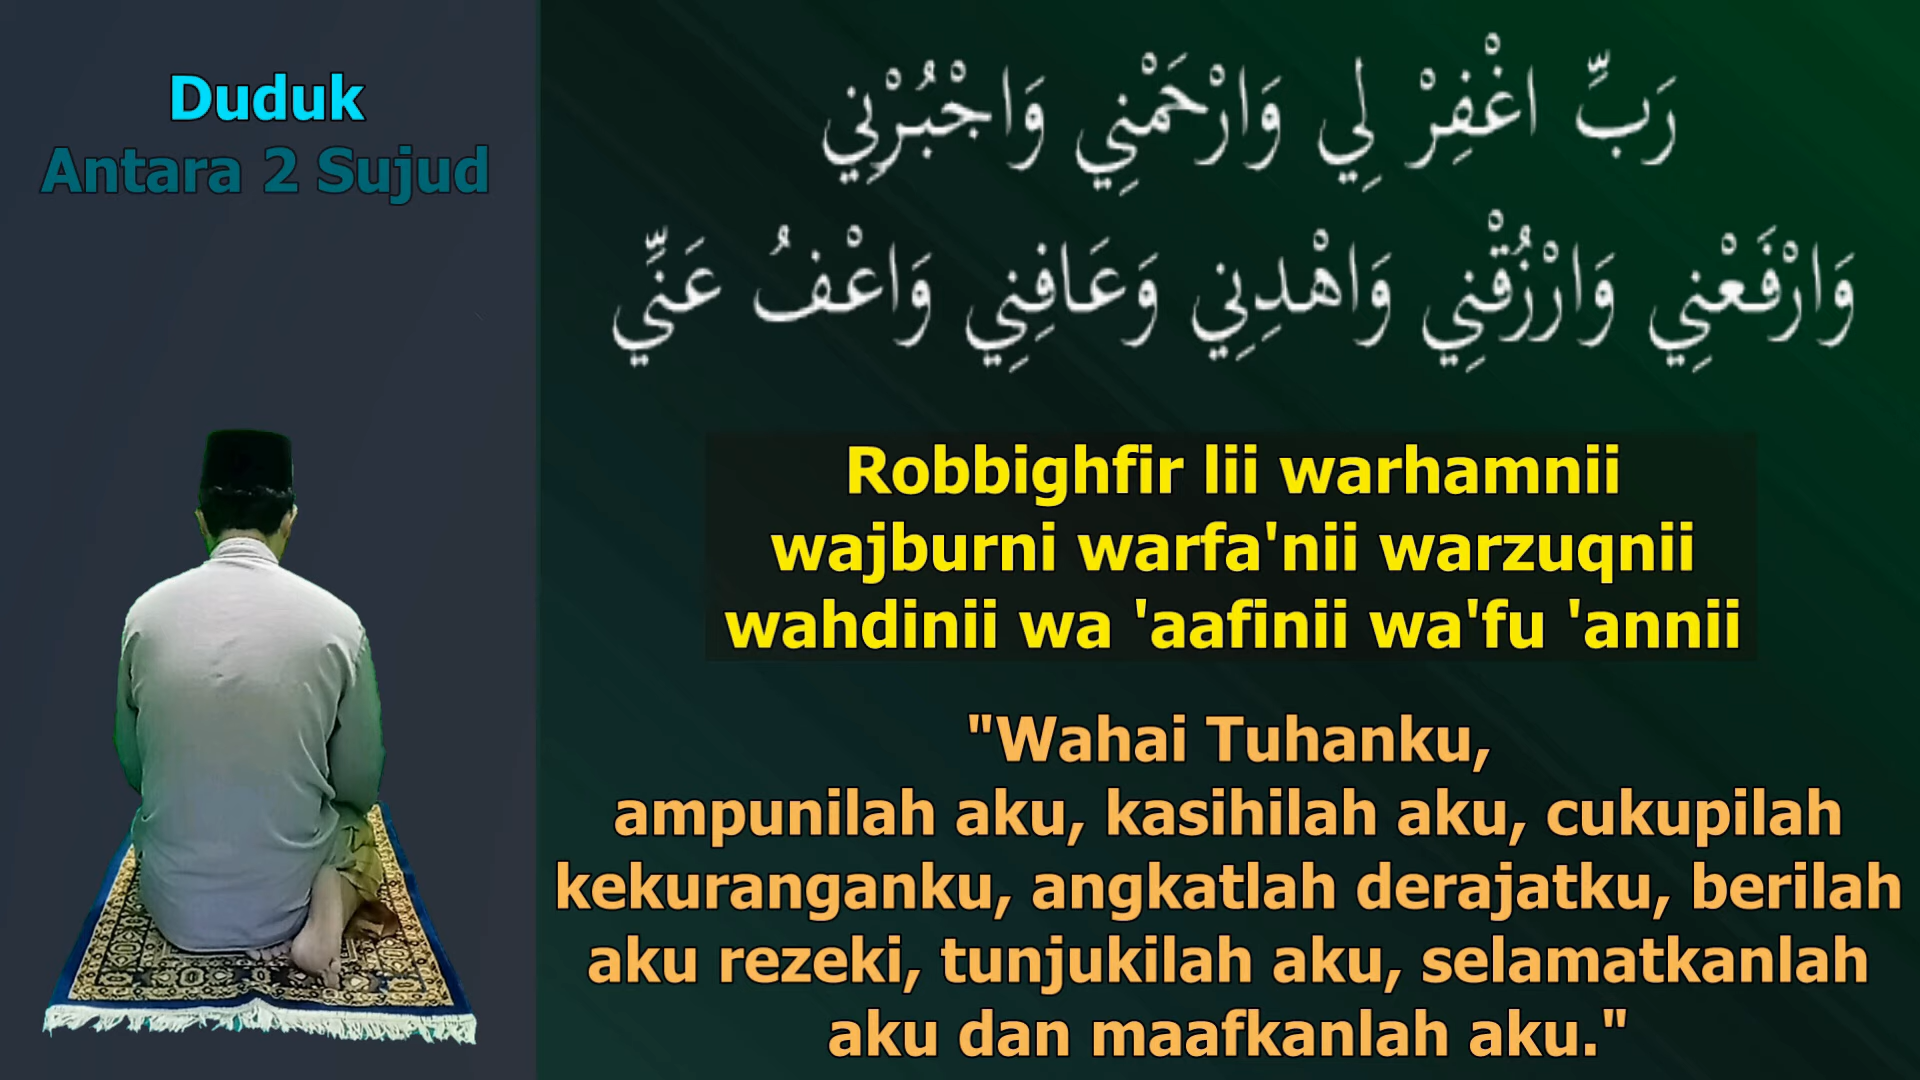 Duduk
Antara 2 Sujud
رَبِّ اغْفِرْ لِي وَارْحَمْنِي وَاجْبُرْنِي
وَارْفَعْنِي وَارْزُقْنِي وَاهْدِنِي وَعَافِنِي وَاعْفُ عَنِّي
Robbighfir lii warhamnii
wajburni warfa'nii warzuqnii
wahdinii wa 'aafinii wa'fu 'annii
"Wahai Tuhanku,
ampunilah aku, kasihilah aku, cukupilah
kekuranganku, angkatlah derajatku, berilah
aku rezeki, tunjukilah aku, selamatkanlah
aku dan maafkanlah aku."